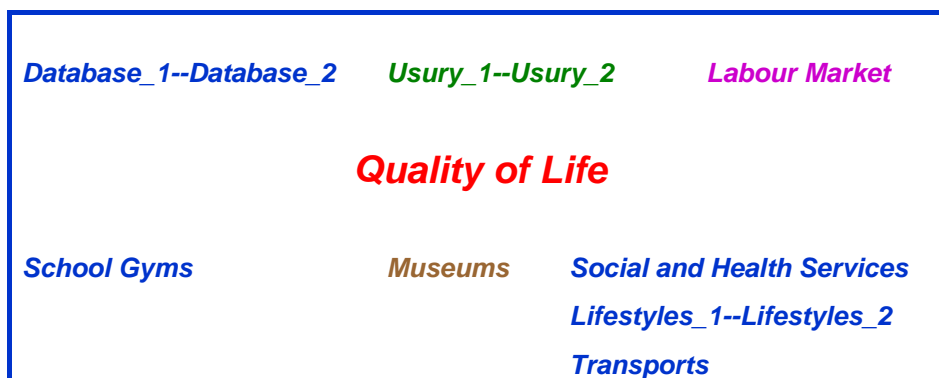 Database_1--Database_2 Usury_1--Usury_2 Labour Market
Quality of Life
School Gyms Museums Social and Health Services
Lifestyles_1--Lifestyles_2
Transports